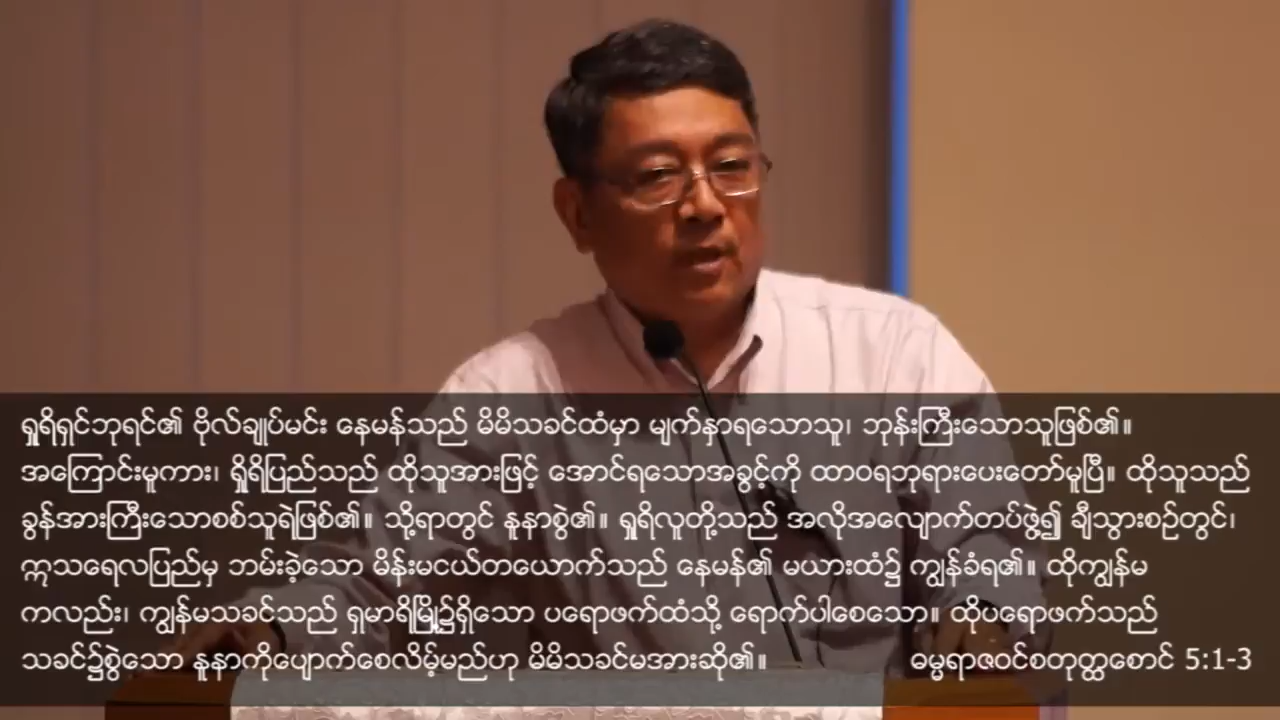 ရှုရိရှင်ဘုရင်၏ ဗိုလ်ချုပ်မင်း နေမန်သည် မိမိသခင်ထံမှာ မျက်နှာရသောသူ၊ ဘုန်းကြီးသောသူဖြစ်၏။
အကြောင်းမူကား၊ ရှိုရိပြည်သည် ထိုသူအားဖြင့် အောင်ရသောအခွင့်ကို ထာဝရဘုရားပေးတော်မူပြီ။ ထိုသူသည်
ခွန်အားကြီးသောစစ်သူရဲဖြစ်၏။ သို့ရာတွင် နူနာစွဲ၏။ ရှုရိလူတို့သည် အလိုအလျောက်တပ်ဖွဲ့၍ ချီသွားစဉ်တွင်၊
ဣသရေလပြည်မှ ဘမ်းခဲ့သော မိန်းမငယ်တယောက်သည် နေမန်၏ မယားထံ၌ ကျွန်ခံရ၏။ ထိုကျွန်မ
ကလည်း၊ ကျွန်မသခင်သည် ရှမာရိမြို့၌ရှိသော ပရောဖက်ထံသို့ ရောက်ပါစေသော။ ထိုပရောဖက်သည်
သခင်၌စွဲသော နူနာကိုပျောက်စေလိမ့်မည်ဟု မိမိသခင်မအားဆို၏။ ဓမ္မရာဇဝင်စတုတ္ထစောင် 5:1-3